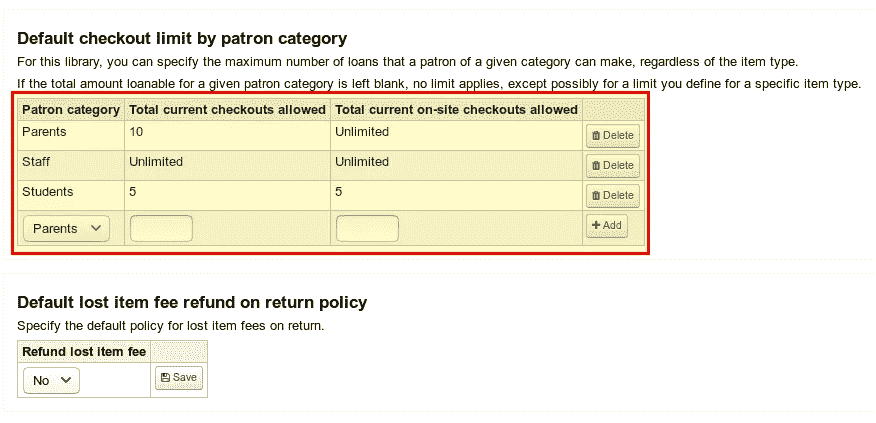 Default checkout limit by patron category
For this library, you can specify the maximum number of loans that a patron of a given category can make, regardless of the item type.
If the total amount loanable for a given patron category is left blank, no limit applies, except possibly for a limit you define for a specific item type.
Patron category Total current checkouts allowed Total current on-site checkouts allowed
Parents 10 Unlimited Delete
Staff Unlimited Unlimited Delete
Students 5 5 Delete
Parents Add
Default lost item fee refund on return policy
Specify the default policy for lost item fees on return.
Refund lost item fee
No Save